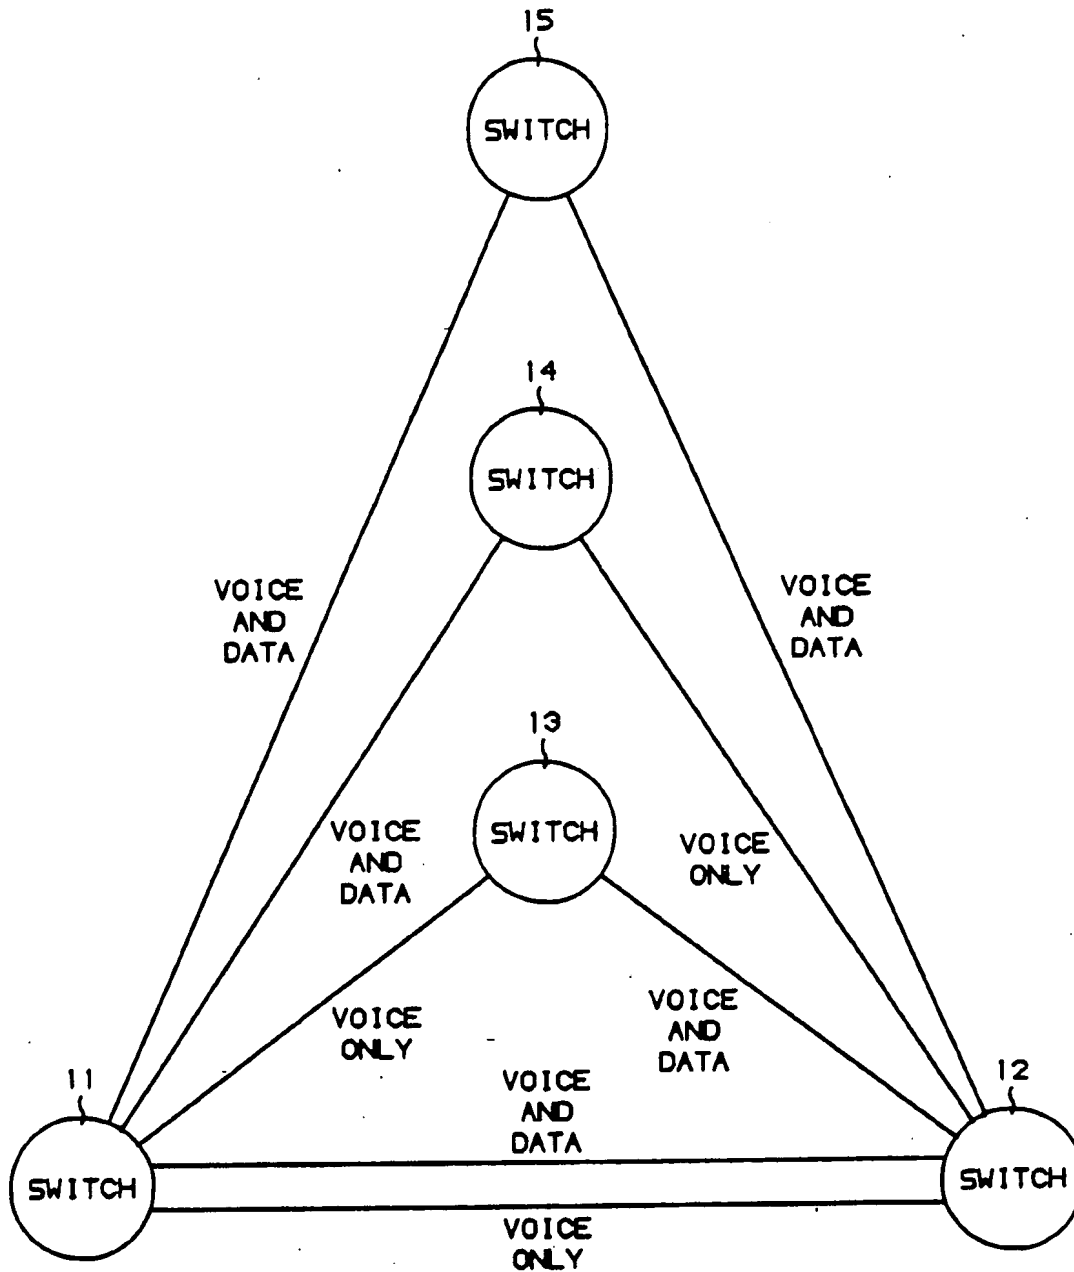 15
SWITCH
14
SWITCH
VOICE
AND
DATA
VOICE
AND
DATA
13
SWITCH
VOICE
AND
DATA
VOICE
ONLY
VOICE
ONLY
VOICE
AND
DATA
11
SWITCH
VOICE
AND
DATA
12
SWITCH
VOICE
ONLY